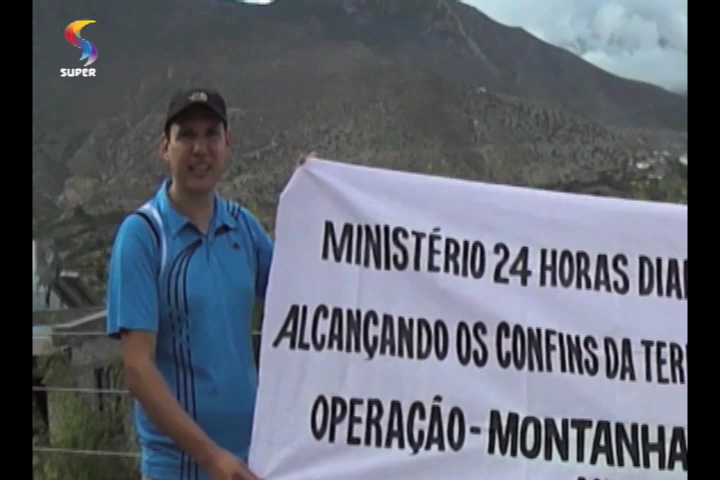 SUPER
MINISTÉRIO 24 HORAS DIA
ALCANÇANDO OS CONFINS DA TER
OPERAÇÃO - MONTANHA